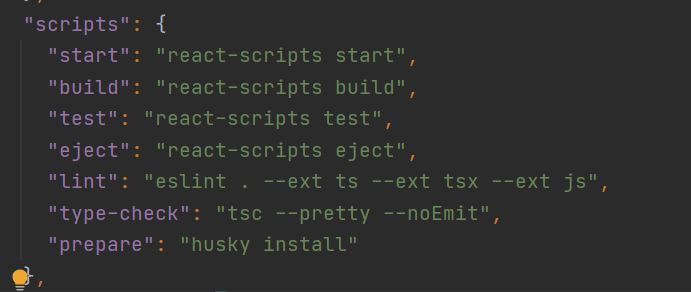 "scripts": {
"start": "react-scripts start",
"build": "react-scripts build",
"test": "react-scripts test",
"eject": "react-scripts eject",
"lint": "eslint . --ext ts --ext tsx --ext js",
"type-check": "tsc --pretty --noEmit",
"prepare": "husky install"
},